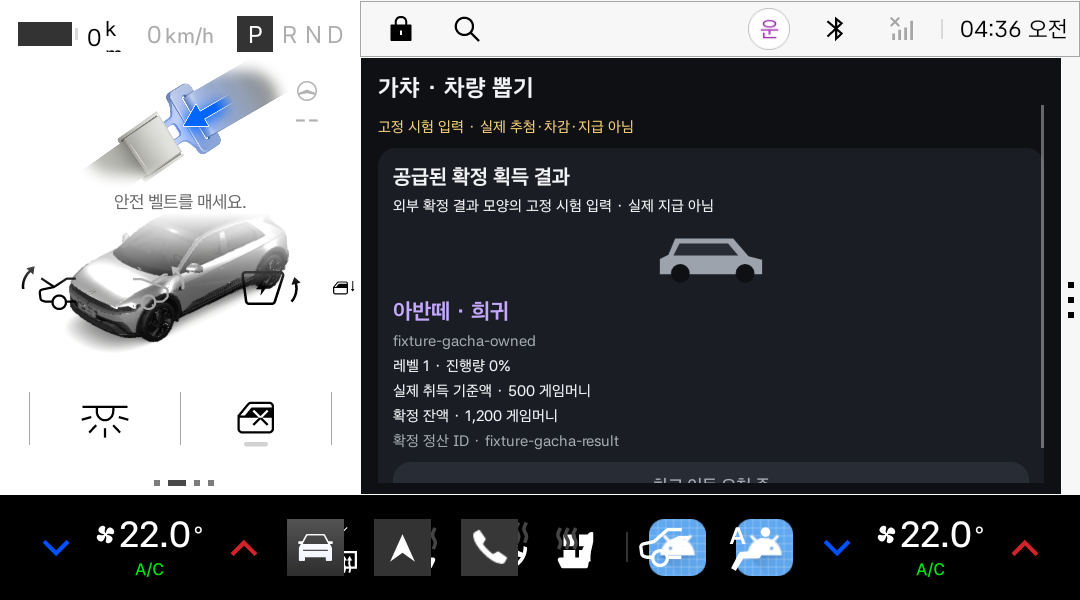 0 k
0 km/h
P R N D
안전 벨트를 매세요.
운
04:36 오전
가챠 · 차량 뽑기
고정 시험 입력 · 실제 추첨·차감·지급 아님
공급된 확정 획득 결과
외부 확정 결과 모양의 고정 시험 입력 · 실제 지급 아님
아반떼 · 희귀
fixture-gacha-owned
레벨 1 · 진행량 0%
실제 취득 기준액 · 500 게임머니
확정 잔액 · 1,200 게임머니
확정 정산 ID · fixture-gacha-result
22.0°
A/C
A
22.0°
A/C